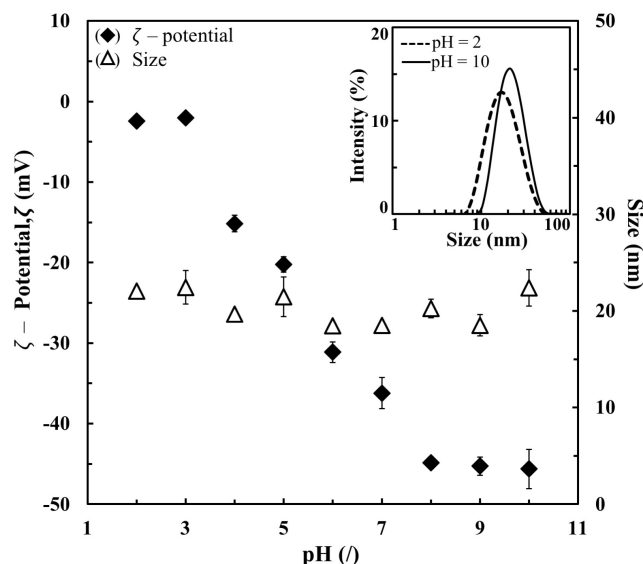 (◆) ζ – potential
(△) Size
ζ – Potential,ζ (mV)
10
0
-10
-20
-30
-40
-50
1
3
5
7
9
11
pH (/)
50
40
30
20
10
0
Size (nm)
pH = 2
pH = 10
Intensity (%)
20
10
0
1
10
100
Size (nm)